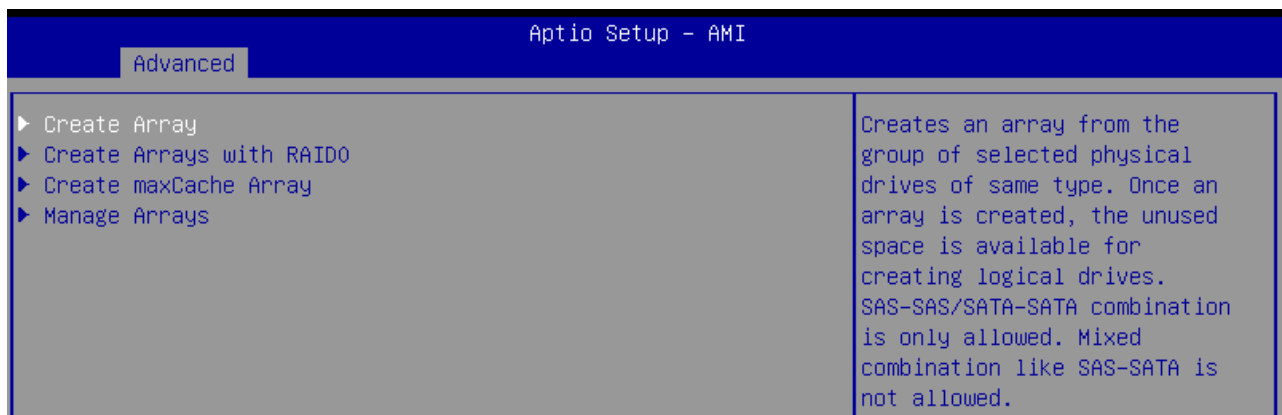 Aptio Setup – AMI
Advanced
▶ Create Array
▶ Create Arrays with RAID0
▶ Create maxCache Array
▶ Manage Arrays
Creates an array from the
group of selected physical
drives of same type. Once an
array is created, the unused
space is available for
creating logical drives.
SAS-SAS/SATA-SATA combination
is only allowed. Mixed
combination like SAS-SATA is
not allowed.